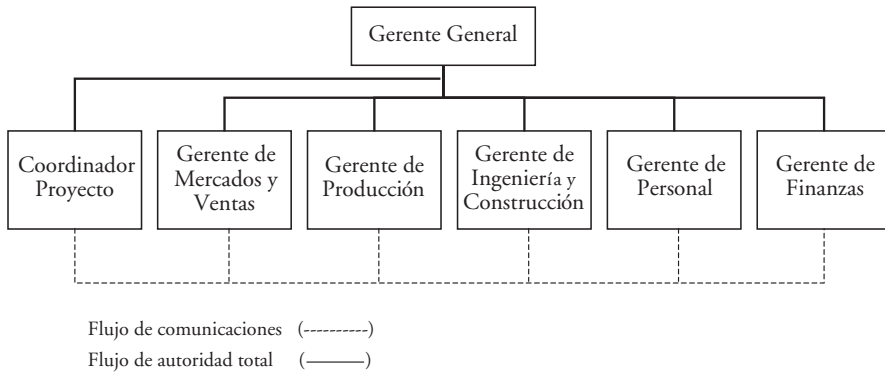 Gerente General
Coordinador
Proyecto
Gerente de
Mercados y
Ventas
Gerente de
Producción
Gerente de
Ingeniería y
Construcción
Gerente de
Personal
Gerente de
Finanzas
Flujo de comunicaciones (----------)
Flujo de autoridad total (———)